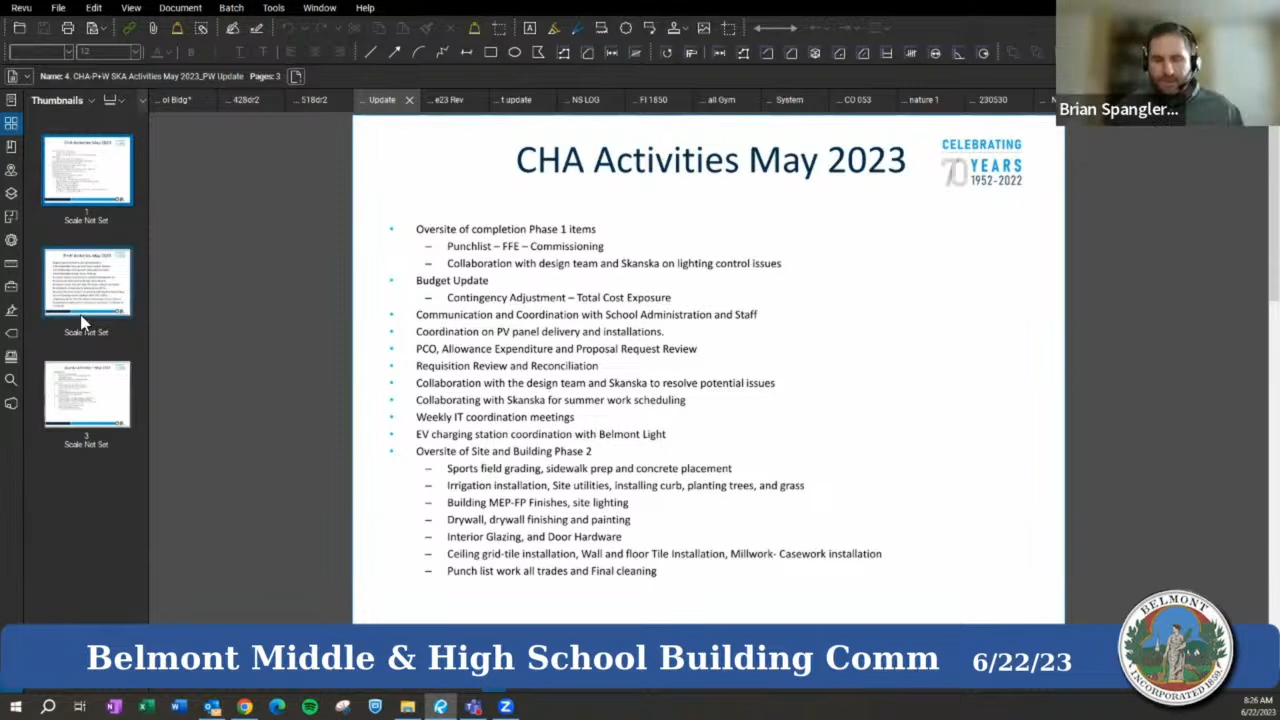 Revu File Edit View Document Batch Tools Window Help
12
Name: 4. CHA-P+W SKA Activities May 2023_PW Update Pages: 3
Thumbnails
... ol Bldg* ... 428dr2 ... 518dr2 ... Update ... e23 Rev ... t update ... NS LOG ... FI 1850 ... all Gym ... System ... CO 053 ... nature 1 ... 230530
Brian Spangler...
1
Scale Not Set
Scale Not Set
3
Scale Not Set
CHA Activities May 2023
CELEBRATING
70 YEARS
1952-2022
• Oversite of completion Phase 1 items
– Punchlist – FFE – Commissioning
– Collaboration with design team and Skanska on lighting control issues
• Budget Update
– Contingency Adjustment – Total Cost Exposure
• Communication and Coordination with School Administration and Staff
• Coordination on PV panel delivery and installations.
• PCO, Allowance Expenditure and Proposal Request Review
• Requisition Review and Reconciliation
• Collaboration with the design team and Skanska to resolve potential issues
• Collaborating with Skanska for summer work scheduling
• Weekly IT coordination meetings
• EV charging station coordination with Belmont Light
• Oversite of Site and Building Phase 2
– Sports field grading, sidewalk prep and concrete placement
– Irrigation installation, Site utilities, installing curb, planting trees, and grass
– Building MEP-FP Finishes, site lighting
– Drywall, drywall finishing and painting
– Interior Glazing, and Door Hardware
– Ceiling grid-tile installation, Wall and floor Tile Installation, Millwork- Casework installation
– Punch list work all trades and Final cleaning
Belmont Middle & High School Building Comm 6/22/23
BELMONT
INCORPORATED 1859
8:26 AM
6/22/2023